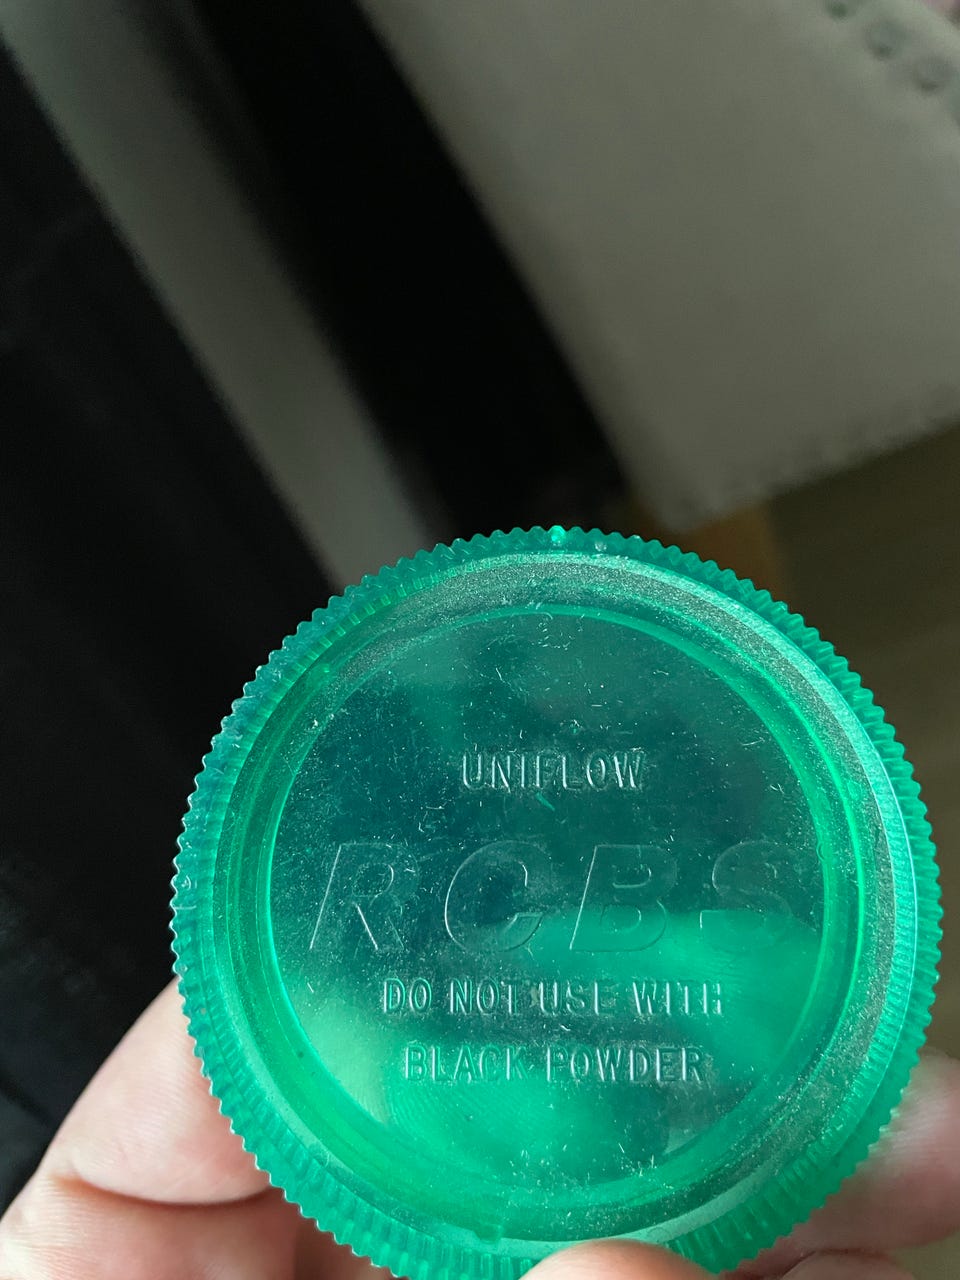 UNIFLOW
RCBS
DO NOT USE WITH
BLACK POWDER